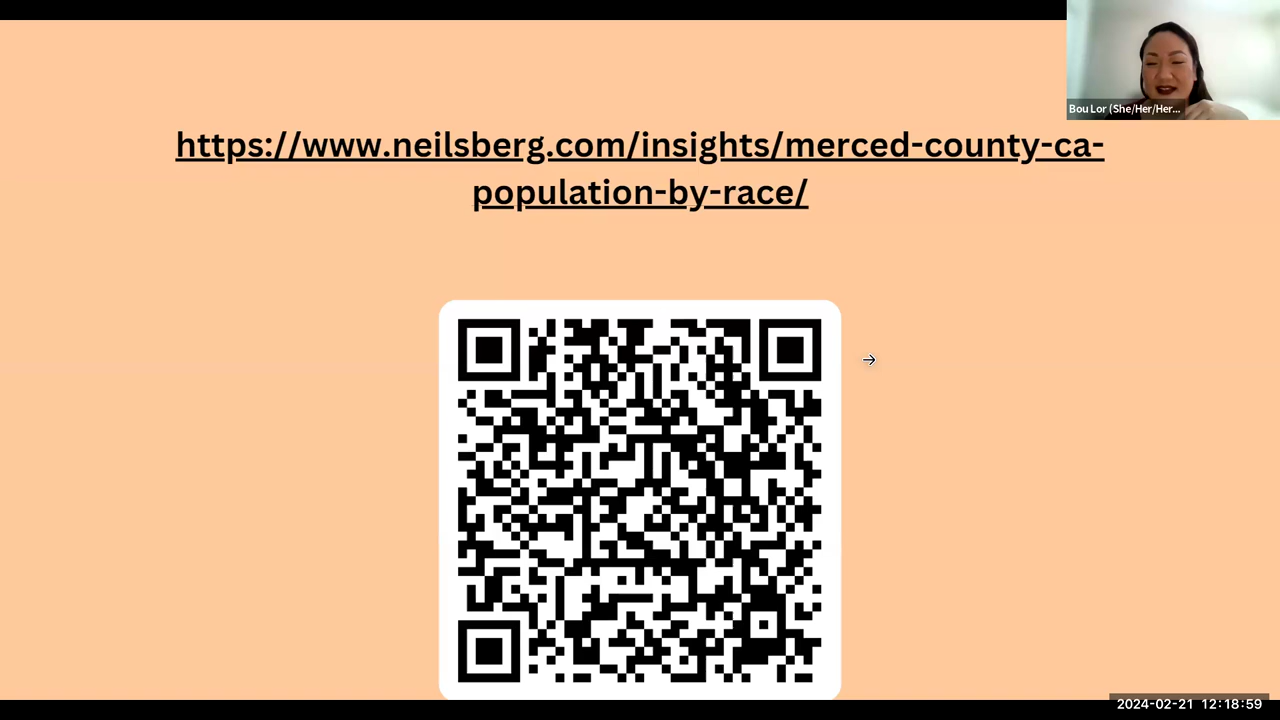 Bou Lor (She/Her/Her...
https://www.neilsberg.com/insights/merced-county-ca-
population-by-race/
2024-02-21 12:18:59